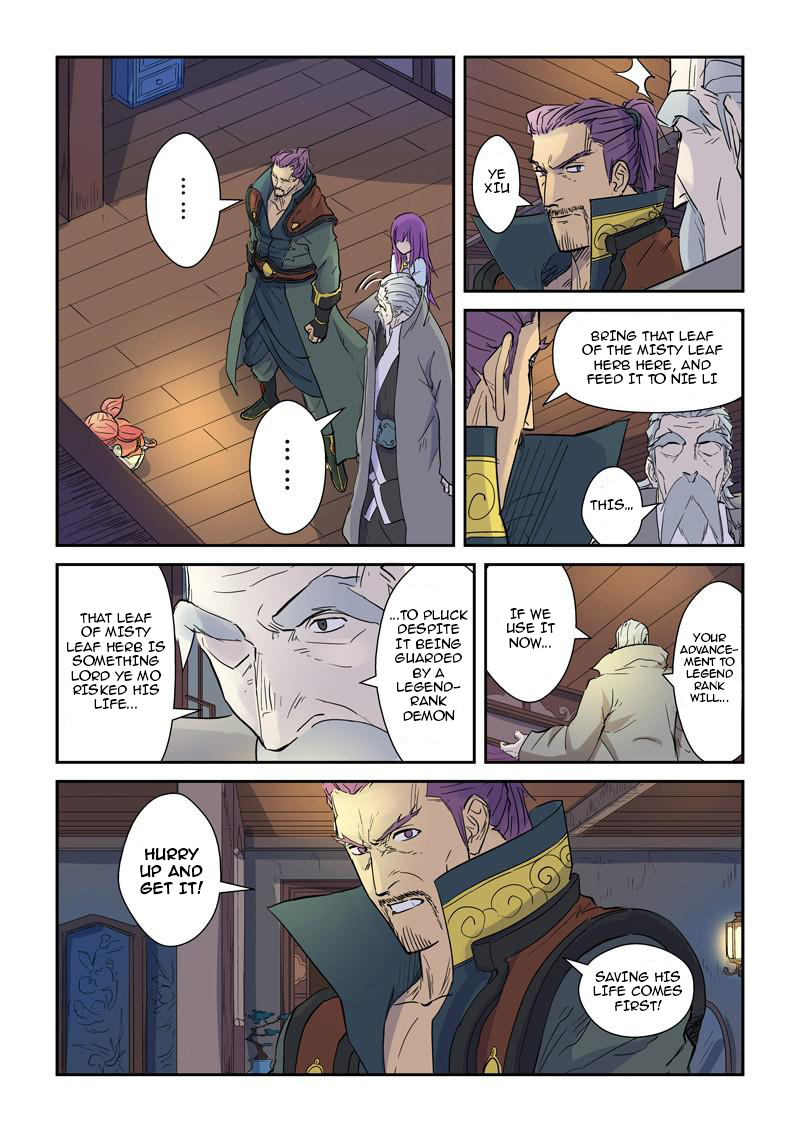 ......
......
YE
XIU
BRING THAT LEAF
OF THE MISTY LEAF
HERB HERE, AND
FEED IT TO NIE LI
THIS...
THAT LEAF
OF MISTY
LEAF HERB IS
SOMETHING
LORD YE MO
RISKED HIS
LIFE...
...TO PLUCK
DESPITE
IT BEING
GUARDED
BY A
LEGEND-
RANK
DEMON
IF WE
USE IT
NOW...
YOUR
ADVANCE-
MENT TO
LEGEND
RANK
WILL...
HURRY
UP AND
GET IT!
SAVING HIS
LIFE COMES
FIRST!